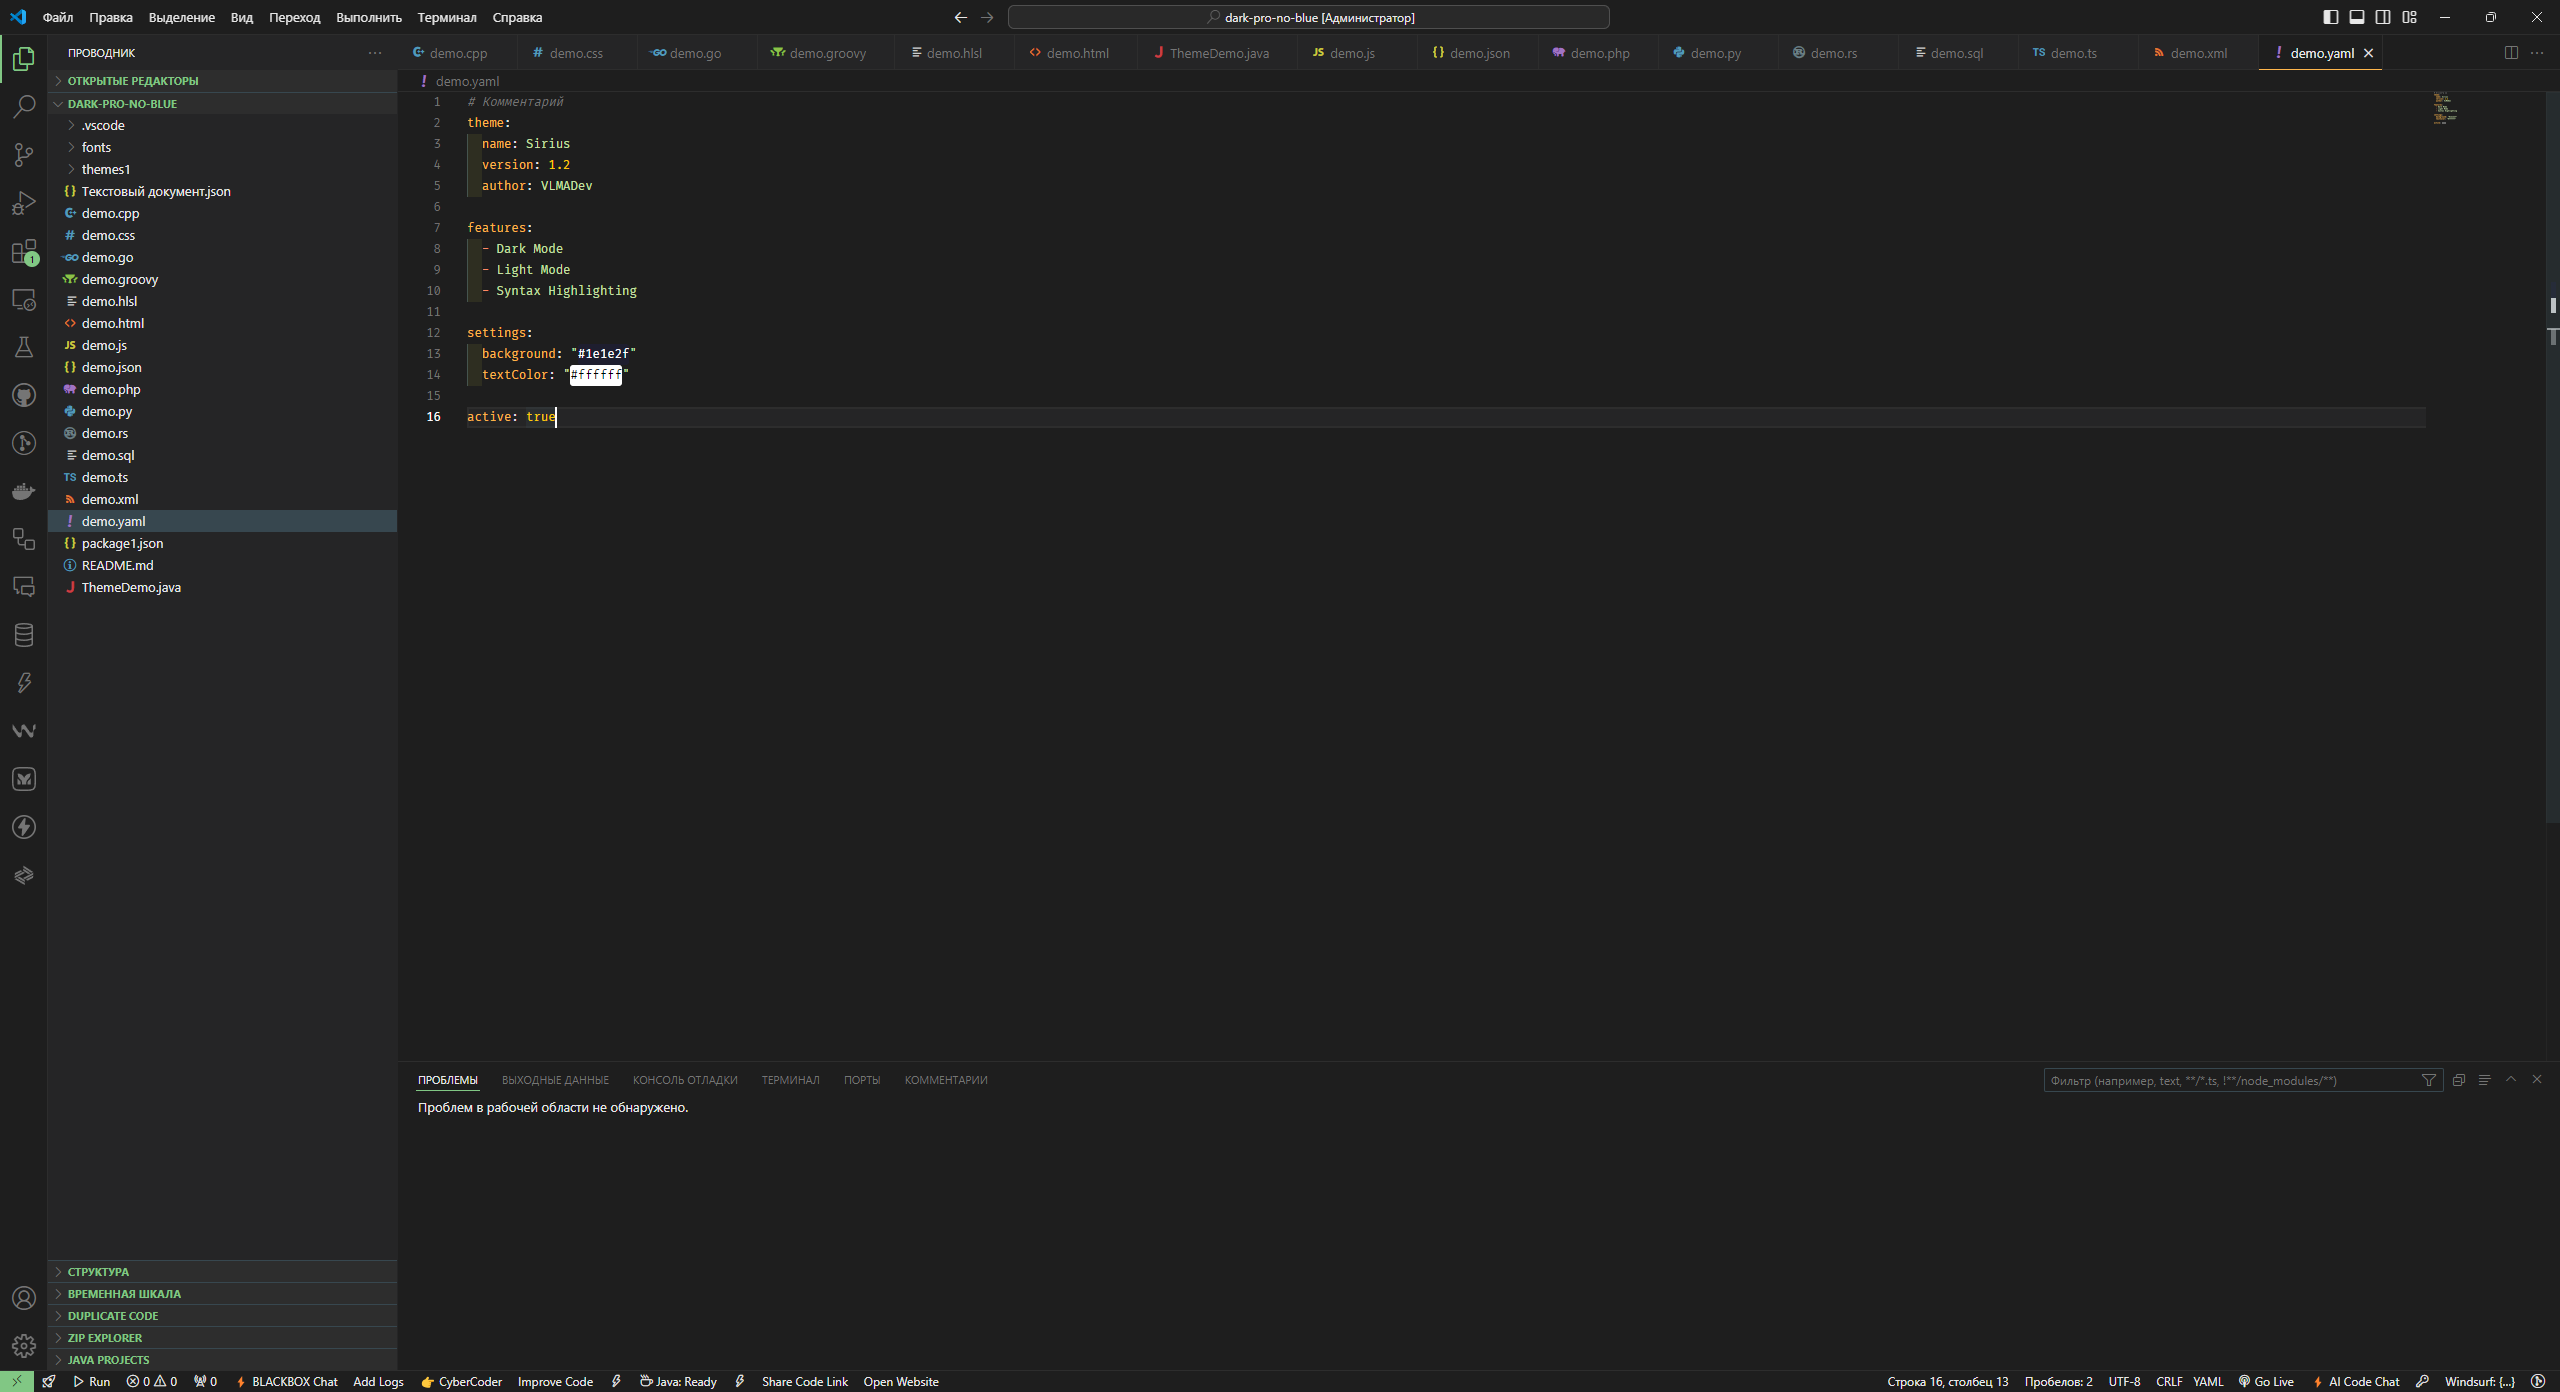 Файл Правка Выделение Вид Переход Выполнить Терминал Справка
dark-pro-no-blue [Администратор]
ПРОВОДНИК
ОТКРЫТЫЕ РЕДАКТОРЫ
DARK-PRO-NO-BLUE
.vscode
fonts
themes1
Текстовый документ.json
demo.cpp
demo.css
demo.go
demo.groovy
demo.hlsl
demo.html
demo.js
demo.json
demo.php
demo.py
demo.rs
demo.sql
demo.ts
demo.xml
demo.yaml
package1.json
README.md
ThemeDemo.java
СТРУКТУРА
ВРЕМЕННАЯ ШКАЛА
DUPLICATE CODE
ZIP EXPLORER
JAVA PROJECTS
demo.cpp demo.css demo.go demo.groovy demo.hlsl demo.html ThemeDemo.java demo.js demo.json demo.php demo.py demo.rs demo.sql demo.ts demo.xml demo.yaml
demo.yaml
1 # Комментарий
2 theme:
3 name: Sirius
4 version: 1.2
5 author: VLMADev
6
7 features:
8 - Dark Mode
9 - Light Mode
10 - Syntax Highlighting
11
12 settings:
13 background: "#1e1e2f"
14 textColor: "#ffffff"
15
16 active: true
ПРОБЛЕМЫ ВЫХОДНЫЕ ДАННЫЕ КОНСОЛЬ ОТЛАДКИ ТЕРМИНАЛ ПОРТЫ КОММЕНТАРИИ
Фильтр (например, text, **/*.ts, !**/node_modules/**)
Проблем в рабочей области не обнаружено.
Run 0 0 0 BLACKBOX Chat Add Logs CyberCoder Improve Code Java: Ready Share Code Link Open Website
Строка 16, столбец 13 Пробелов: 2 UTF-8 CRLF YAML Go Live AI Code Chat Windsurf: {...}